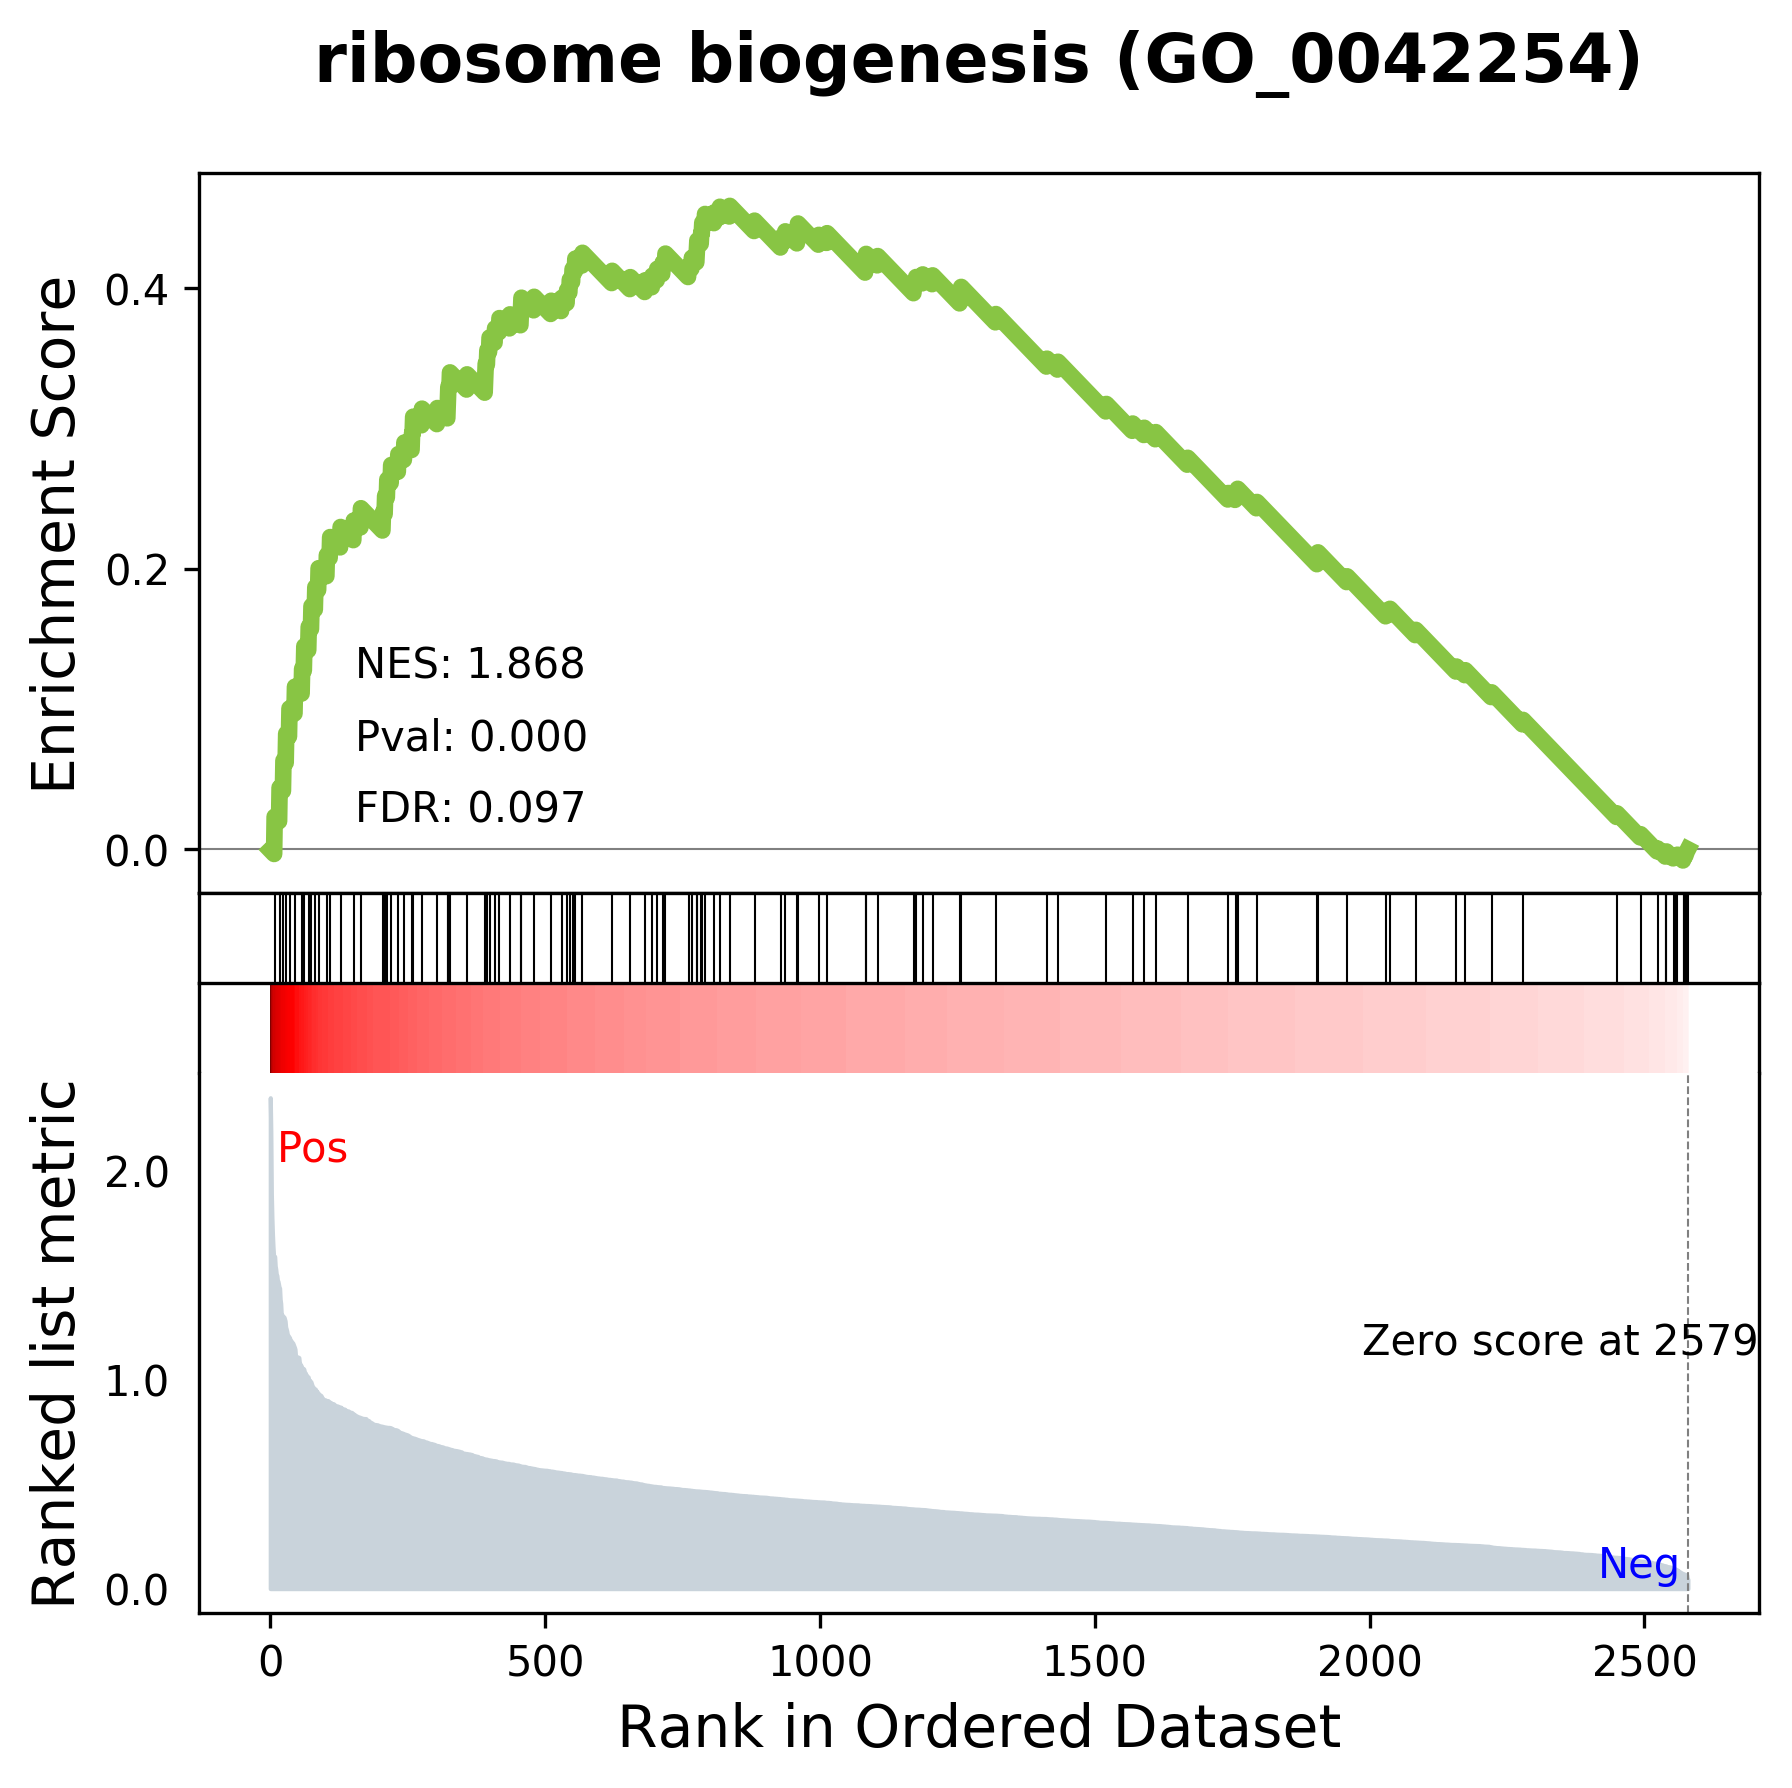 ribosome biogenesis (GO_0042254)
Enrichment Score
0.4
0.2
0.0
NES: 1.868
Pval: 0.000
FDR: 0.097
Ranked list metric
2.0
1.0
0.0
Pos
Zero score at 2579
Neg
0 500 1000 1500 2000 2500
Rank in Ordered Dataset